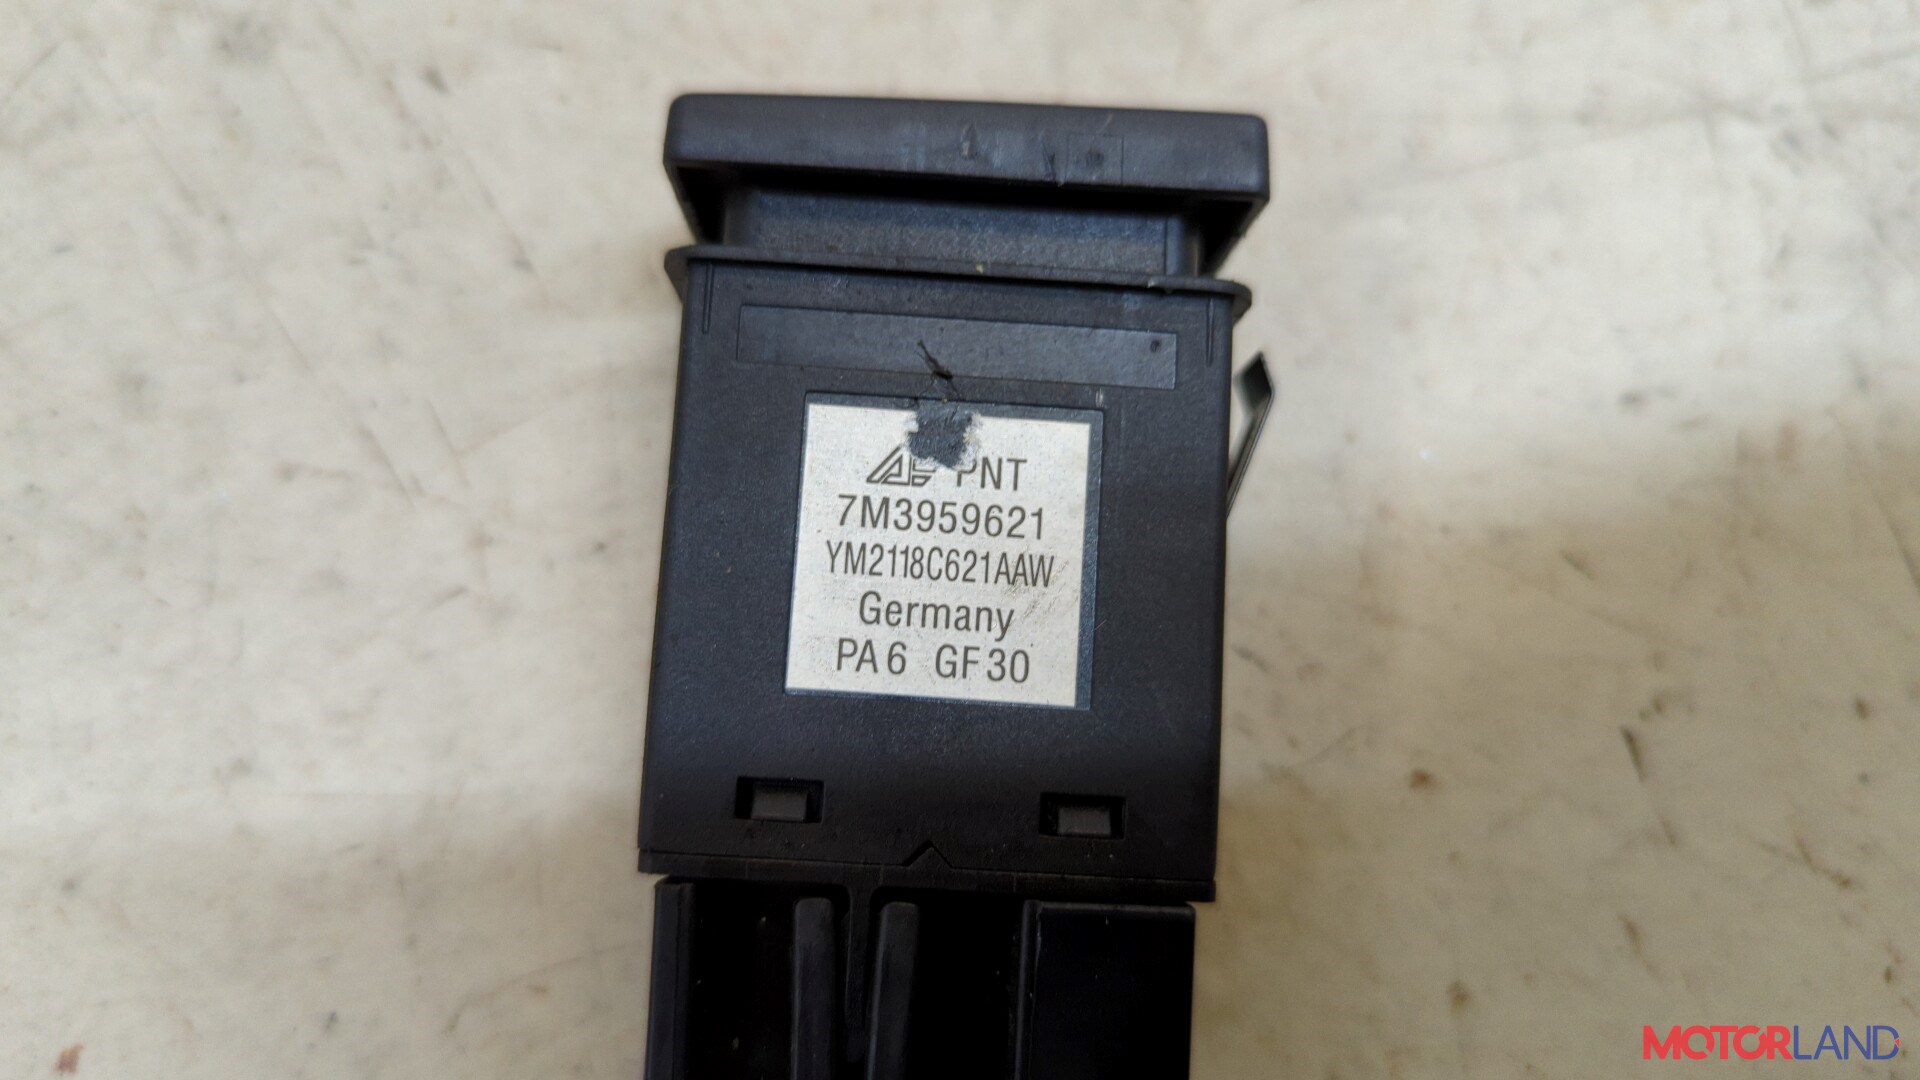 PNT
7M3959621
YM2118C621AAW
Germany
PA6 GF30
MOTORLAND